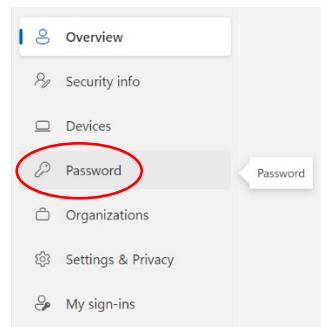 Overview
Security info
Devices
Password
Password
Organizations
Settings & Privacy
My sign-ins